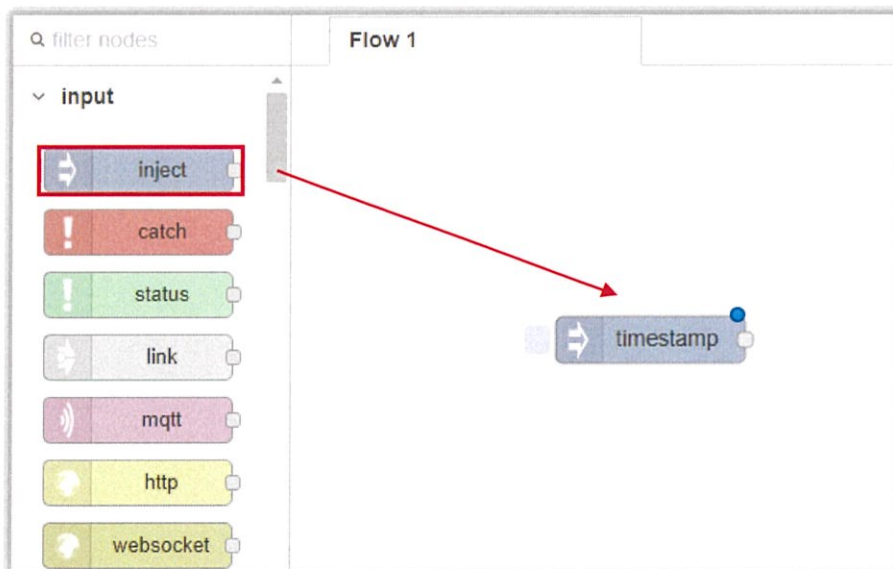 filter nodes
Flow 1
input
inject
catch
status
link
mqtt
http
websocket
timestamp